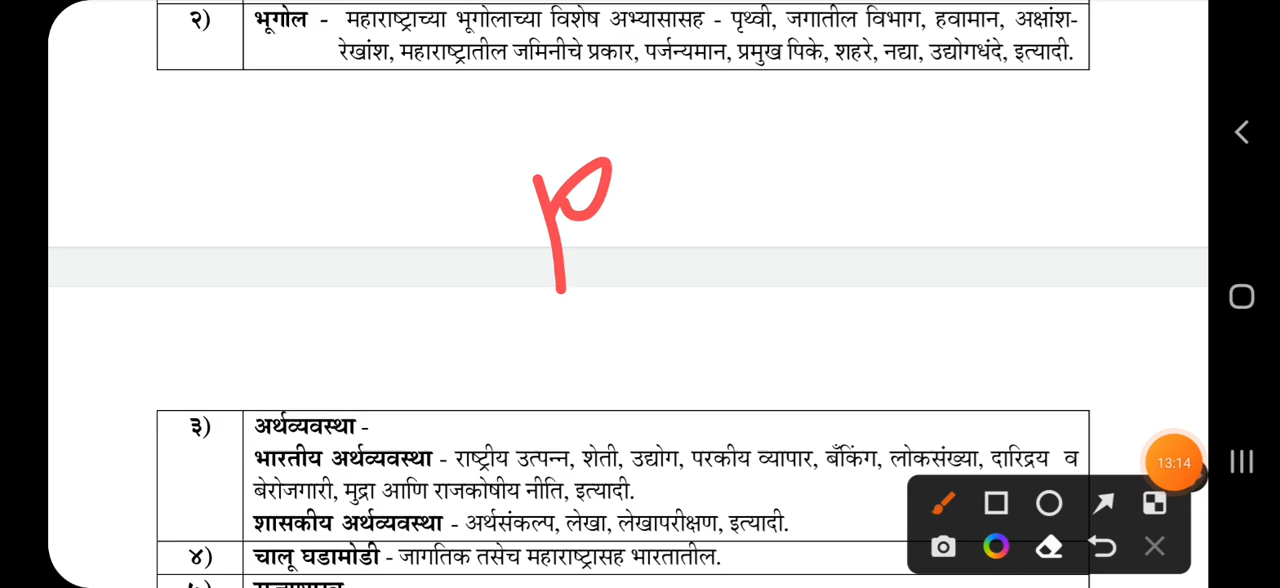 २) भूगोल - महाराष्ट्राच्या भूगोलाच्या विशेष अभ्यासासह - पृथ्वी, जगातील विभाग, हवामान, अक्षांश-
रेखांश, महाराष्ट्रातील जमिनीचे प्रकार, पर्जन्यमान, प्रमुख पिके, शहरे, नद्या, उद्योगधंदे, इत्यादी.
p
३) अर्थव्यवस्था -
भारतीय अर्थव्यवस्था - राष्ट्रीय उत्पन्न, शेती, उद्योग, परकीय व्यापार, बँकिंग, लोकसंख्या, दारिद्रय व
बेरोजगारी, मुद्रा आणि राजकोषीय नीति, इत्यादी.
शासकीय अर्थव्यवस्था - अर्थसंकल्प, लेखा, लेखापरीक्षण, इत्यादी.
13:14
४) चालू घडामोडी - जागतिक तसेच महाराष्ट्रासह भारतातील.